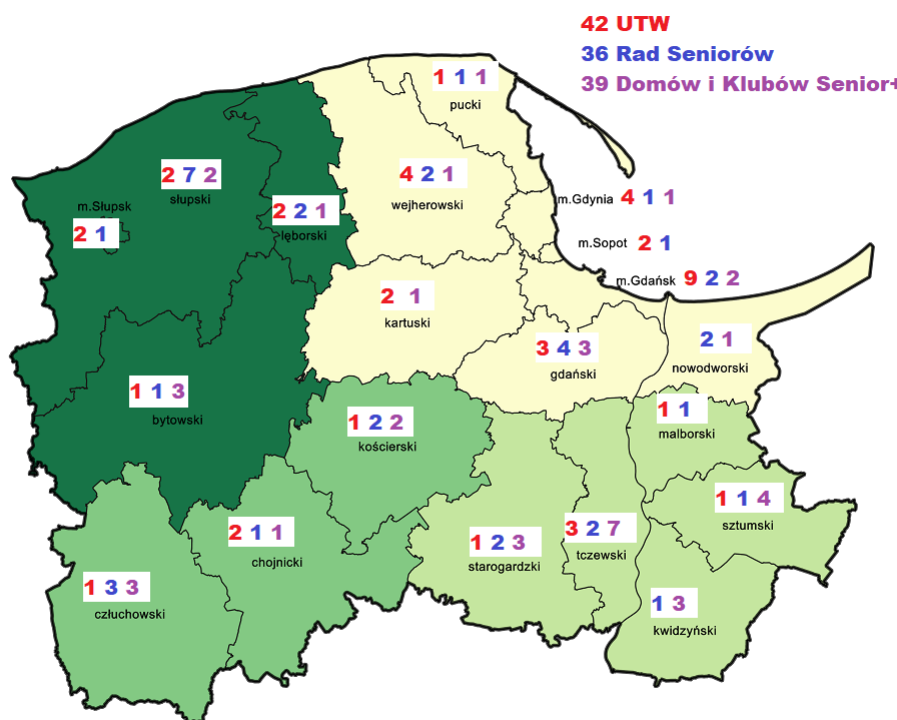 42 UTW
36 Rad Seniorów
39 Domów i Klubów Senior+
1 1 1
pucki
2 7 2
słupski
4 2 1
wejherowski
m.Gdynia 4 1 1
m.Słupsk
2 1
2 2 1
lęborski
m.Sopot 2 1
m.Gdańsk 9 2 2
2 1
kartuski
3 4 3
gdański
2 1
nowodworski
1 1 3
bytowski
1 2 2
kościerski
1 1
malborski
1 1 4
sztumski
2 1 1
chojnicki
1 2 3
starogardzki
3 2 7
tczewski
1 3 3
człuchowski
1 3
kwidzyński